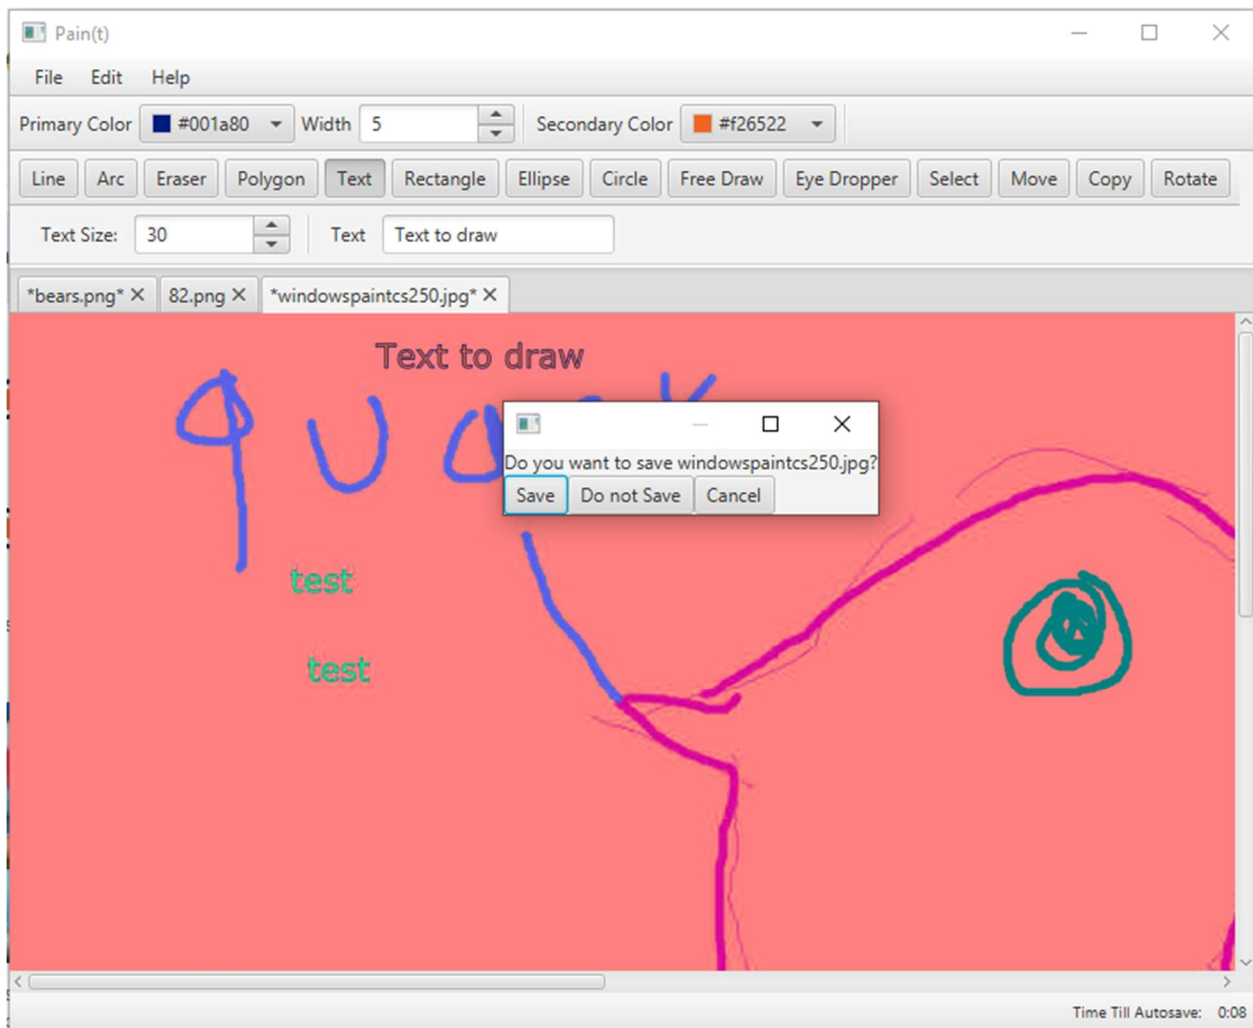 Pain(t)
File Edit Help
Primary Color #001a80 Width 5 Secondary Color #f26522
Line Arc Eraser Polygon Text Rectangle Ellipse Circle Free Draw Eye Dropper Select Move Copy Rotate
Text Size: 30 Text Text to draw
*bears.png* 82.png *windowspaintcs250.jpg*
Text to draw
Do you want to save windowspaintcs250.jpg?
Save Do not Save Cancel
test
test
Time Till Autosave: 0:08